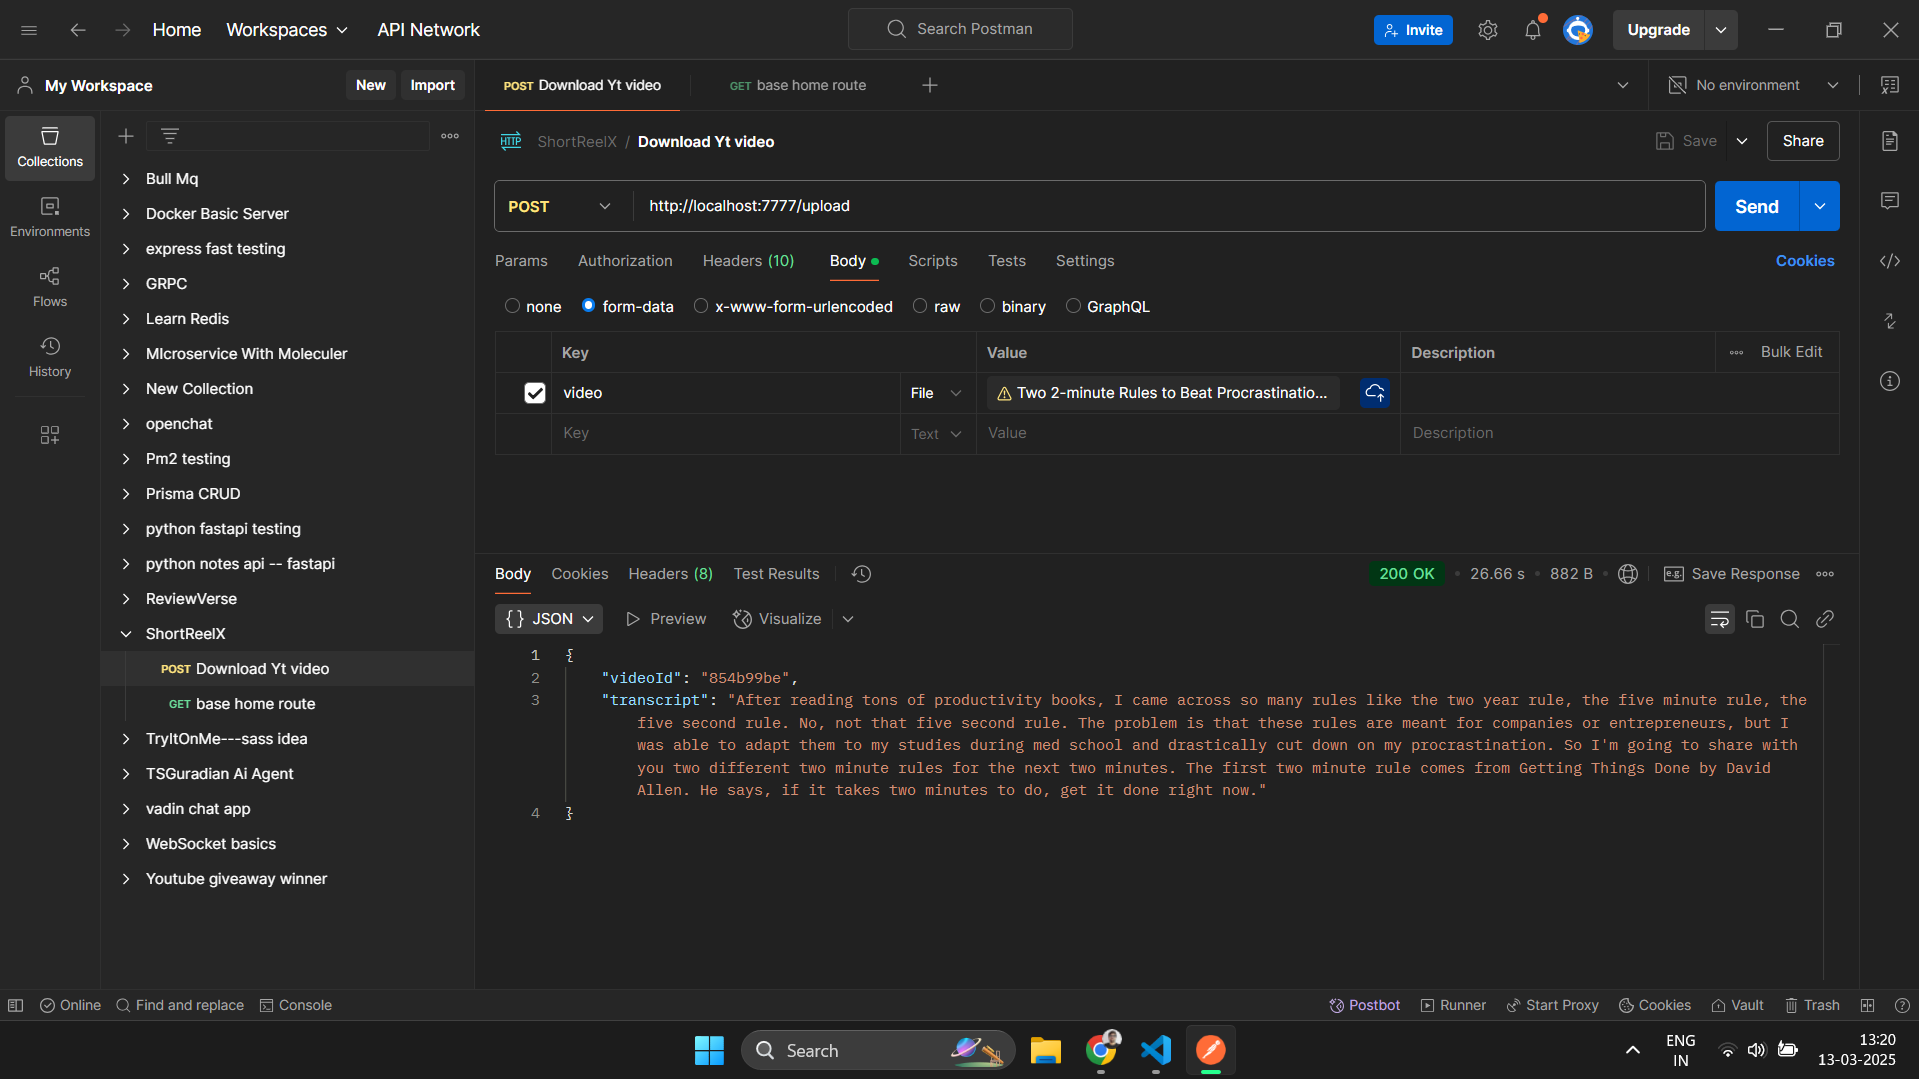 Home
Workspaces
API Network
Search Postman
Invite
Upgrade
My Workspace
New
Import
POST Download Yt video
GET base home route
No environment
Collections
Environments
Flows
History
Bull Mq
Docker Basic Server
express fast testing
GRPC
Learn Redis
MIcroservice With Moleculer
New Collection
openchat
Pm2 testing
Prisma CRUD
python fastapi testing
python notes api -- fastapi
ReviewVerse
ShortReelX
POST Download Yt video
GET base home route
TryItOnMe---sass idea
TSGuradian Ai Agent
vadin chat app
WebSocket basics
Youtube giveaway winner
HTTP ShortReelX / Download Yt video
Save
Share
POST
http://localhost:7777/upload
Send
Params
Authorization
Headers (10)
Body
Scripts
Tests
Settings
Cookies
none
form-data
x-www-form-urlencoded
raw
binary
GraphQL
Key
Value
Description
Bulk Edit
video
File
Two 2-minute Rules to Beat Procrastinatio...
Key
Text
Value
Description
Body
Cookies
Headers (8)
Test Results
200 OK
26.66 s
882 B
e.g. Save Response
{} JSON
Preview
Visualize
1 {
2 "videoId": "854b99be",
3 "transcript": "After reading tons of productivity books, I came across so many rules like the two year rule, the five minute rule, the
five second rule. No, not that five second rule. The problem is that these rules are meant for companies or entrepreneurs, but I
was able to adapt them to my studies during med school and drastically cut down on my procrastination. So I'm going to share with
you two different two minute rules for the next two minutes. The first two minute rule comes from Getting Things Done by David
Allen. He says, if it takes two minutes to do, get it done right now."
4 }
Online
Find and replace
Console
Postbot
Runner
Start Proxy
Cookies
Vault
Trash
Search
ENG
IN
13:20
13-03-2025